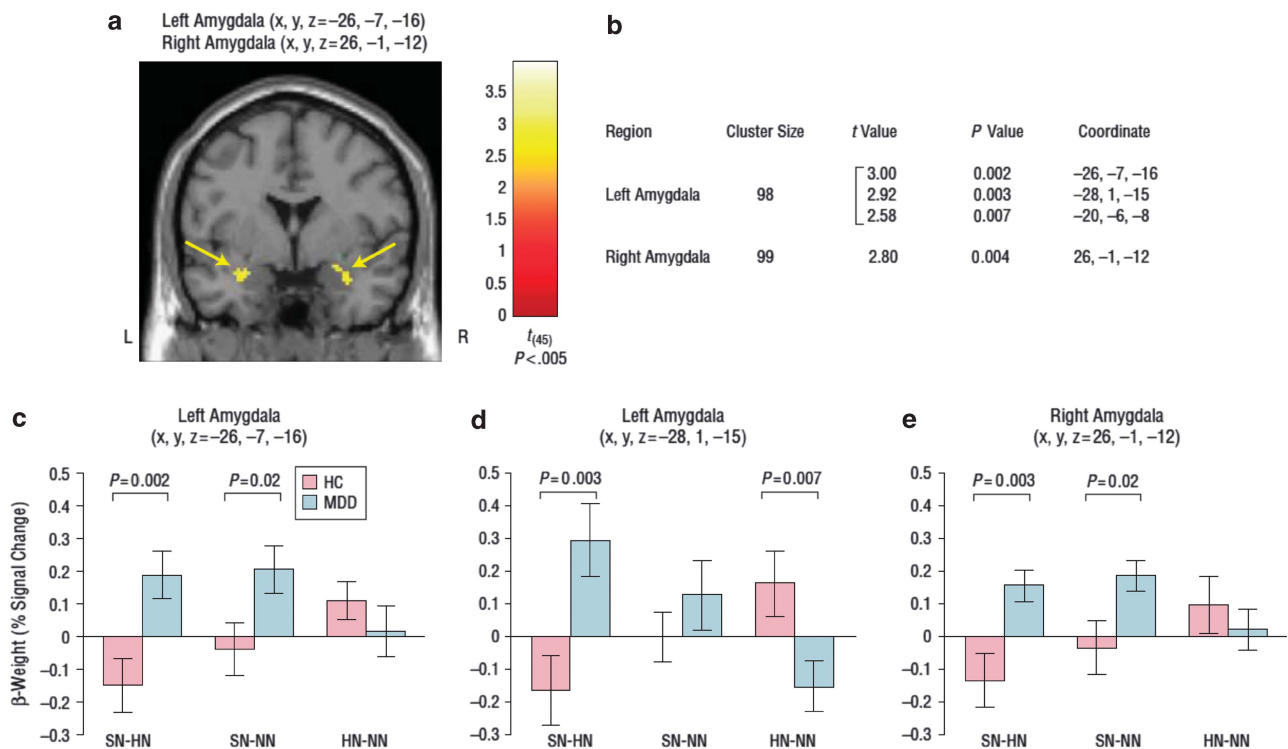 a
Left Amygdala (x, y, z=–26, –7, –16)
Right Amygdala (x, y, z=26, –1, –12)
L
R
3.5
3
2.5
2
1.5
1
0.5
0
t(45)
P<.005
b
Region Cluster Size t Value P Value Coordinate
3.00 0.002 –26, –7, –16
Left Amygdala 98 2.92 0.003 –28, 1, –15
2.58 0.007 –20, –6, –8
Right Amygdala 99 2.80 0.004 26, –1, –12
c
Left Amygdala
(x, y, z=–26, –7, –16)
β-Weight (% Signal Change)
0.5
0.4
0.3
0.2
0.1
0
–0.1
–0.2
–0.3
P=0.002
P=0.02
HC
MDD
SN-HN SN-NN HN-NN
d
Left Amygdala
(x, y, z=–28, 1, –15)
0.5
0.4
0.3
0.2
0.1
0
–0.1
–0.2
–0.3
P=0.003
P=0.007
SN-HN SN-NN HN-NN
e
Right Amygdala
(x, y, z=26, –1, –12)
0.5
0.4
0.3
0.2
0.1
0
–0.1
–0.2
–0.3
P=0.003
P=0.02
SN-HN SN-NN HN-NN